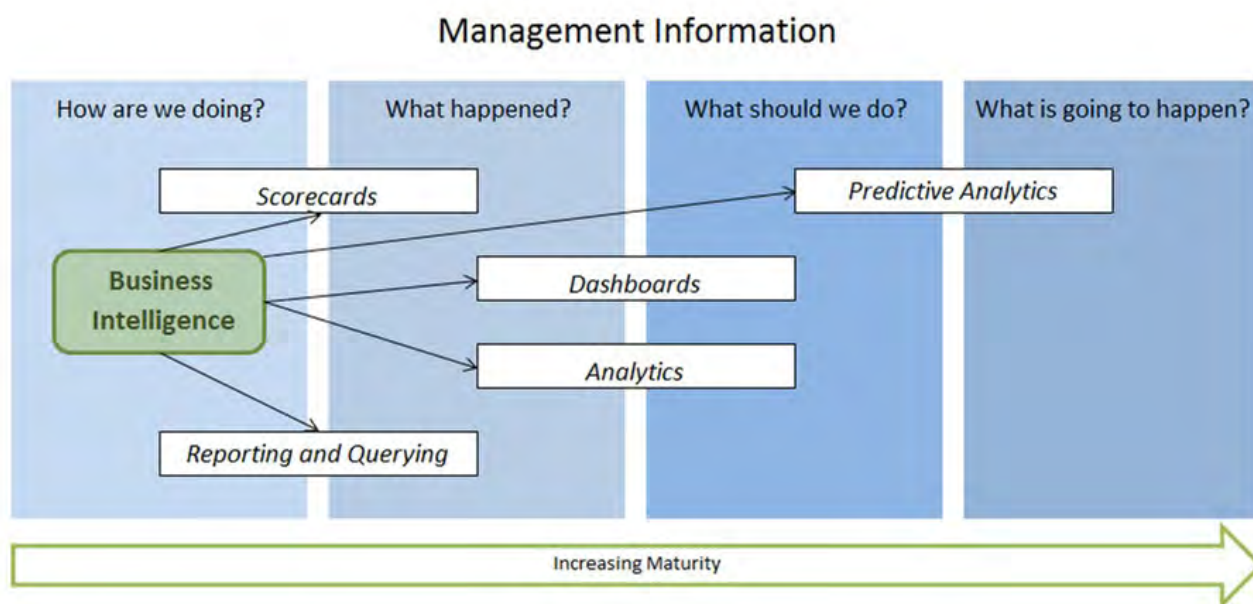 Management Information
How are we doing?
What happened?
What should we do?
What is going to happen?
Scorecards
Predictive Analytics
Business
Intelligence
Dashboards
Analytics
Reporting and Querying
Increasing Maturity